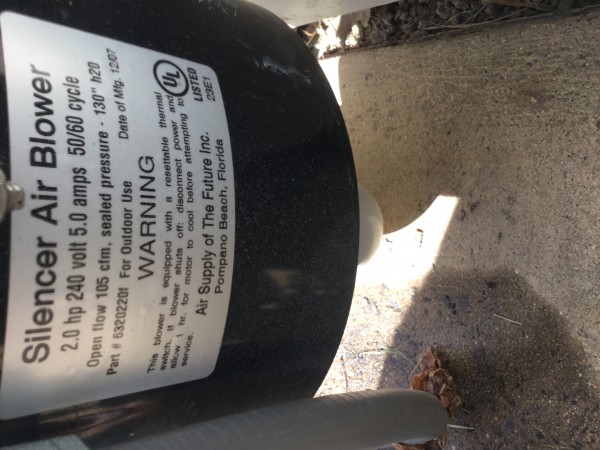 Silencer Air Blower
2.0 hp 240 volt 5.0 amps 50/60 cycle
Open flow 105 cfm, sealed pressure - 130" h20
Part # 6320220f For Outdoor Use Date of Mfg. 12/07
WARNING
This blower is equipped with a resettable thermal
switch. If blower shuts off: disconnect power and
allow 1 hr. for motor to cool before attempting to
service.
Air Supply of The Future Inc.
Pompano Beach, Florida
UL
LISTED
23E1